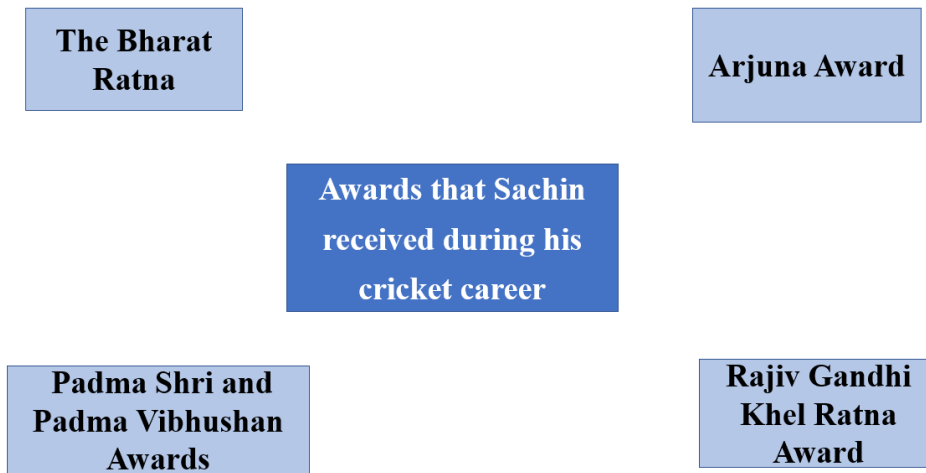 The Bharat
Ratna
Arjuna Award
Awards that Sachin
received during his
cricket career
Padma Shri and
Padma Vibhushan
Awards
Rajiv Gandhi
Khel Ratna
Award